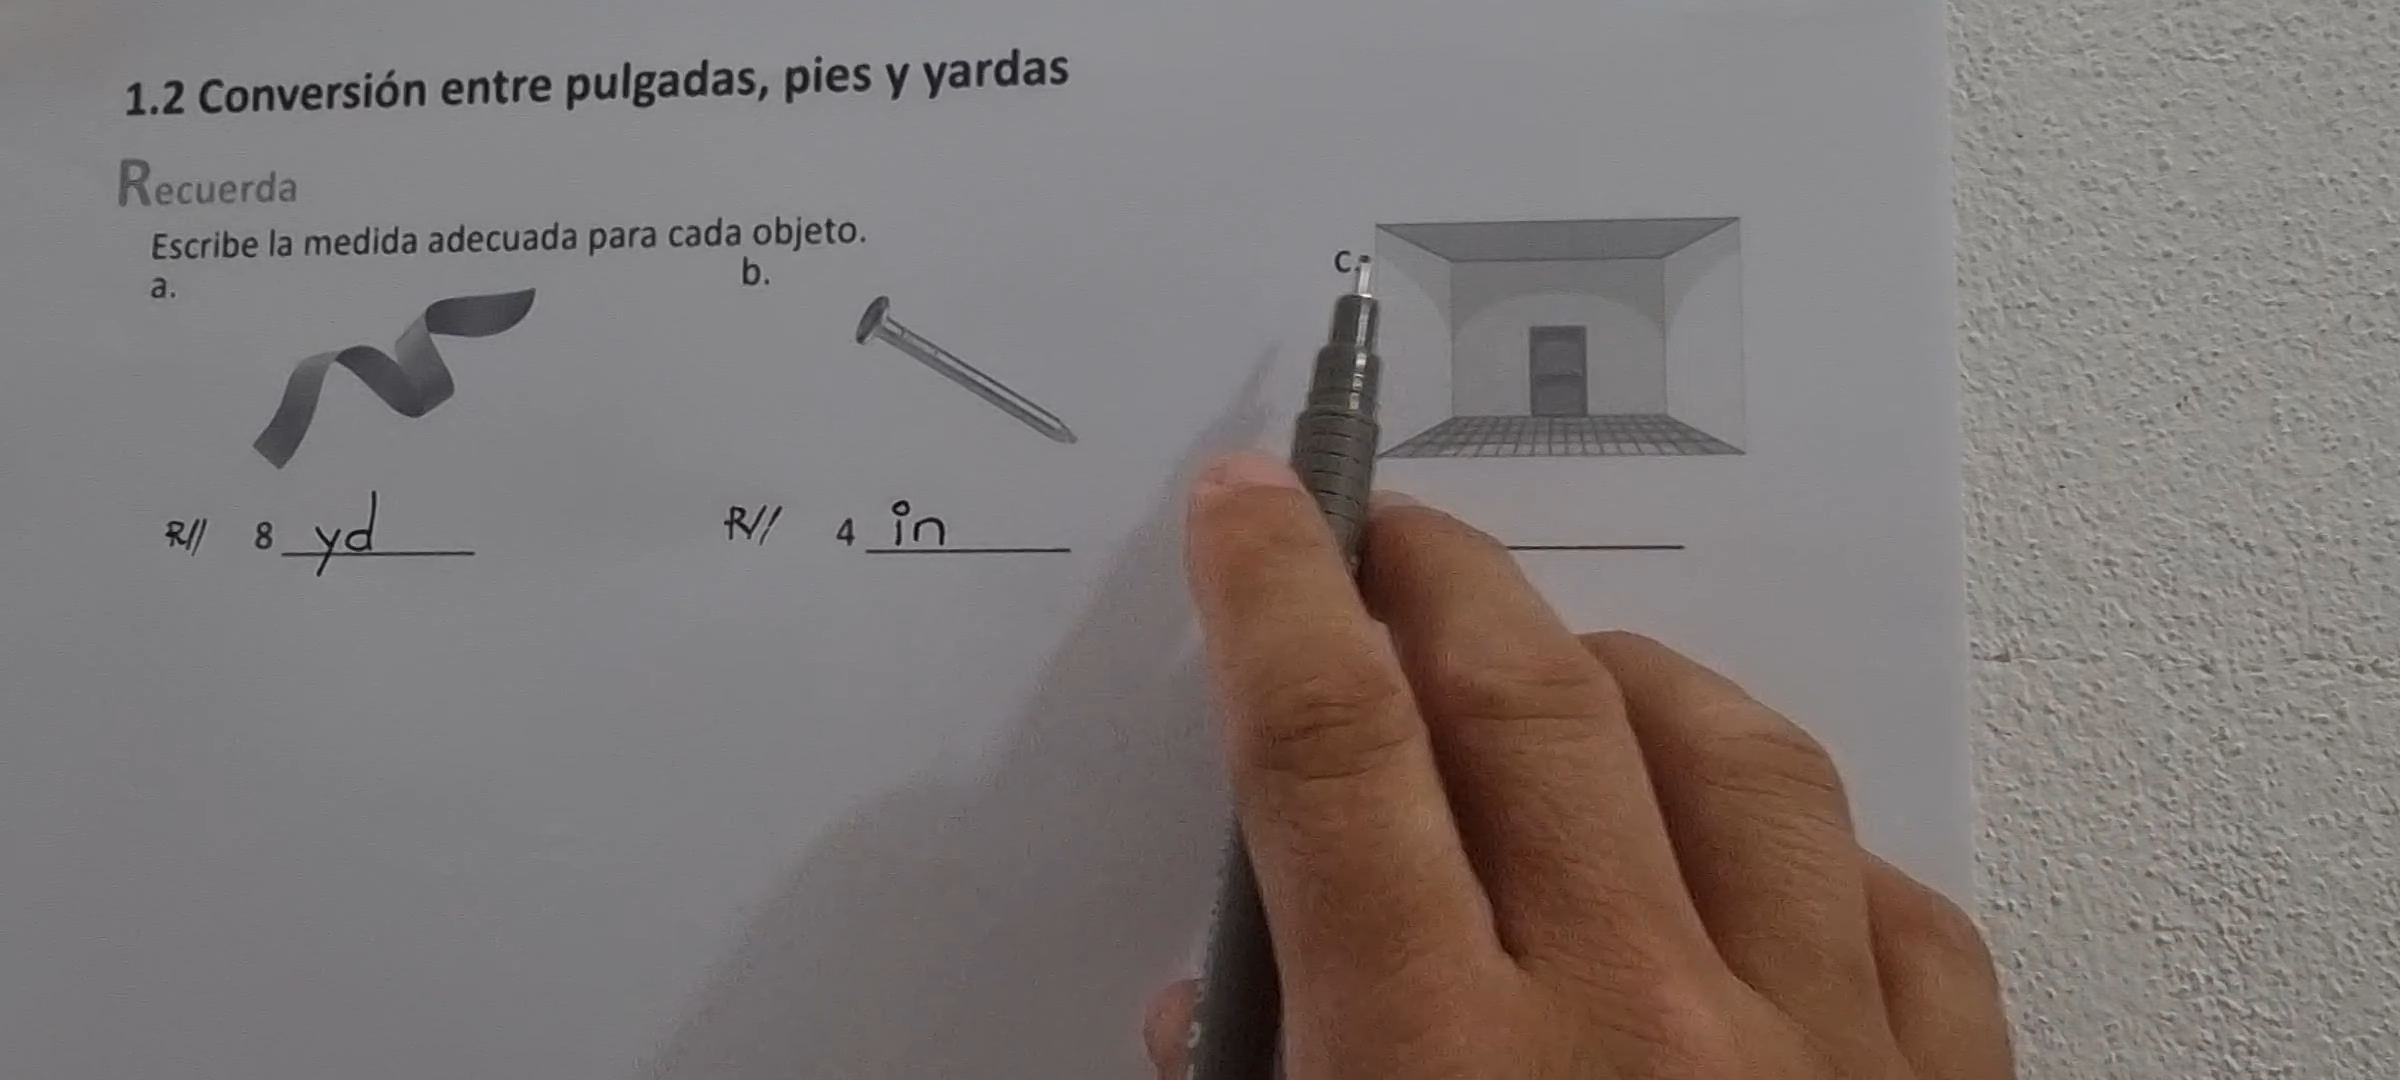 1.2 Conversión entre pulgadas, pies y yardas
Recuerda
Escribe la medida adecuada para cada objeto.
a.
b.
c.
R// 8 yd
R// 4 in